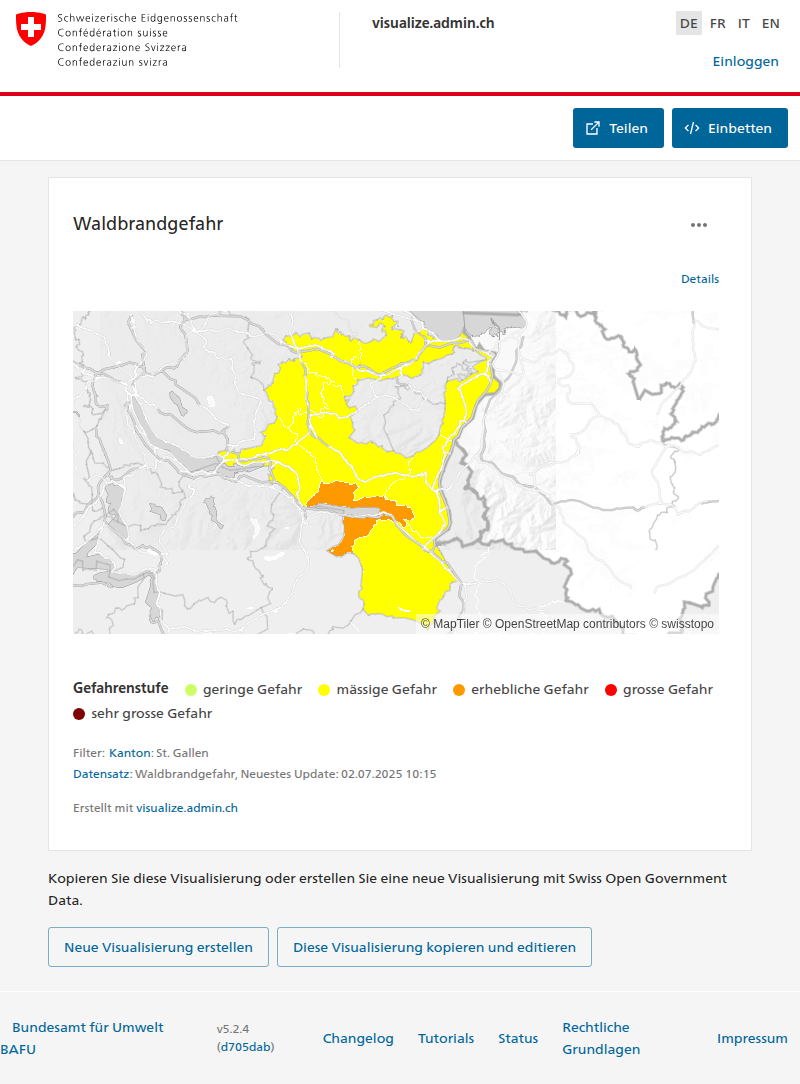 Schweizerische Eidgenossenschaft
Confédération suisse
Confederazione Svizzera
Confederaziun svizra
visualize.admin.ch
DE FR IT EN
Einloggen
Teilen
Einbetten
Waldbrandgefahr
Details
© MapTiler © OpenStreetMap contributors © swisstopo
Gefahrenstufe geringe Gefahr mässige Gefahr erhebliche Gefahr grosse Gefahr
sehr grosse Gefahr
Filter: Kanton: St. Gallen
Datensatz: Waldbrandgefahr, Neuestes Update: 02.07.2025 10:15
Erstellt mit visualize.admin.ch
Kopieren Sie diese Visualisierung oder erstellen Sie eine neue Visualisierung mit Swiss Open Government
Data.
Neue Visualisierung erstellen
Diese Visualisierung kopieren und editieren
Bundesamt für Umwelt
BAFU
v5.2.4
(d705dab)
Changelog
Tutorials
Status
Rechtliche
Grundlagen
Impressum